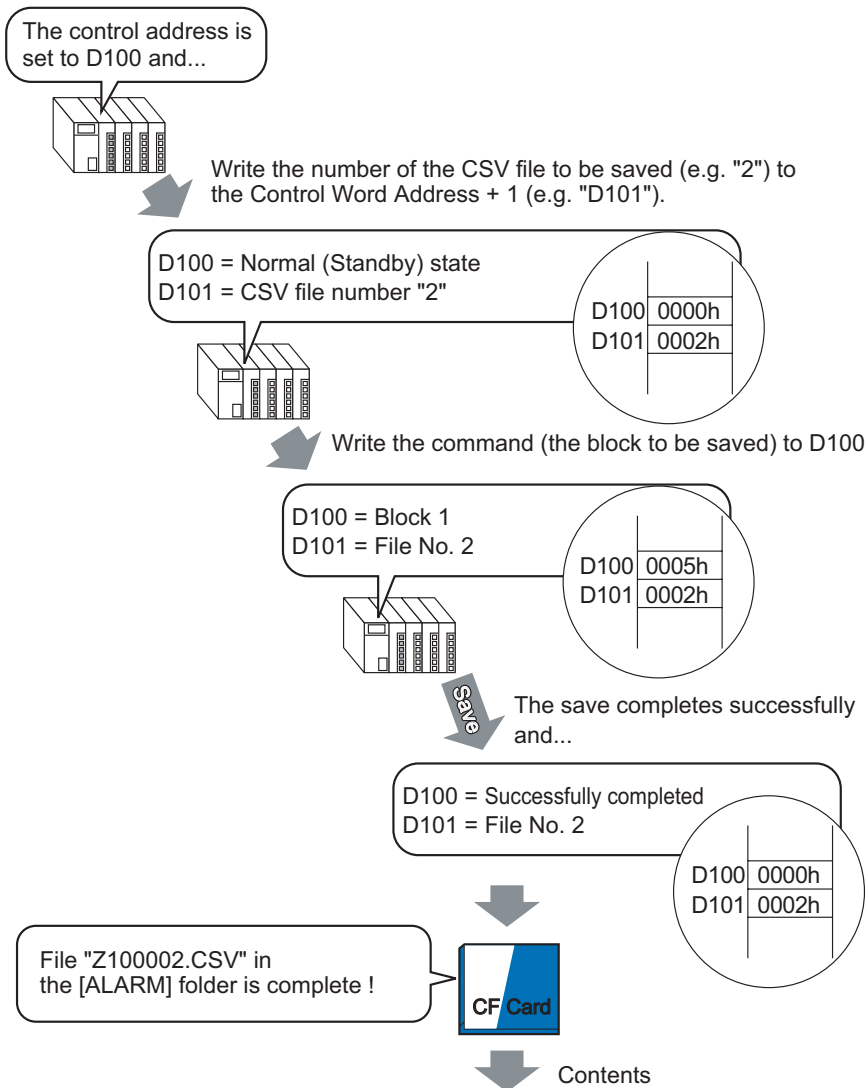 The control address is
set to D100 and...
Write the number of the CSV file to be saved (e.g. "2") to
the Control Word Address + 1 (e.g. "D101").
D100 = Normal (Standby) state
D101 = CSV file number "2"
D100 0000h
D101 0002h
Write the command (the block to be saved) to D100
D100 = Block 1
D101 = File No. 2
D100 0005h
D101 0002h
Save
The save completes successfully
and...
D100 = Successfully completed
D101 = File No. 2
D100 0000h
D101 0002h
File "Z100002.CSV" in
the [ALARM] folder is complete !
CF Card
Contents